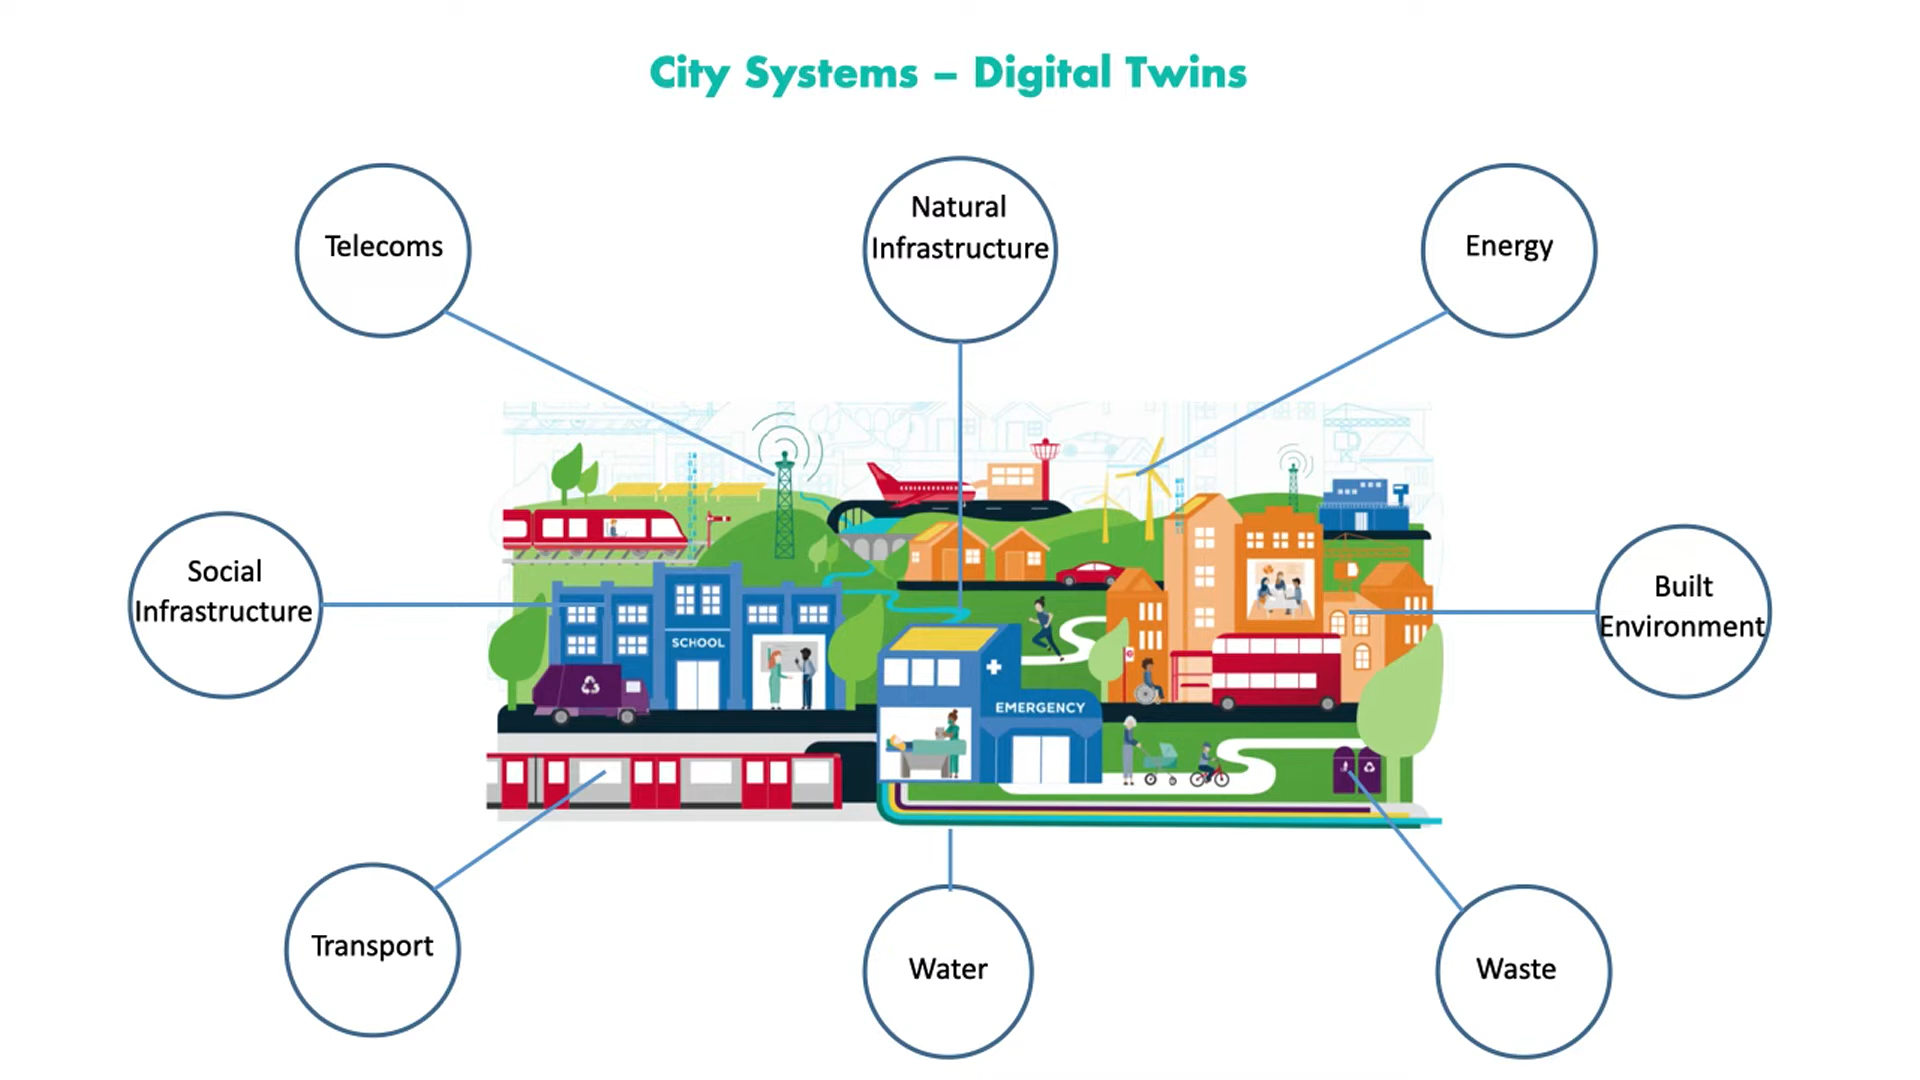 City Systems – Digital Twins
Telecoms
Natural
Infrastructure
Energy
Social
Infrastructure
Built
Environment
SCHOOL
EMERGENCY
Transport
Water
Waste